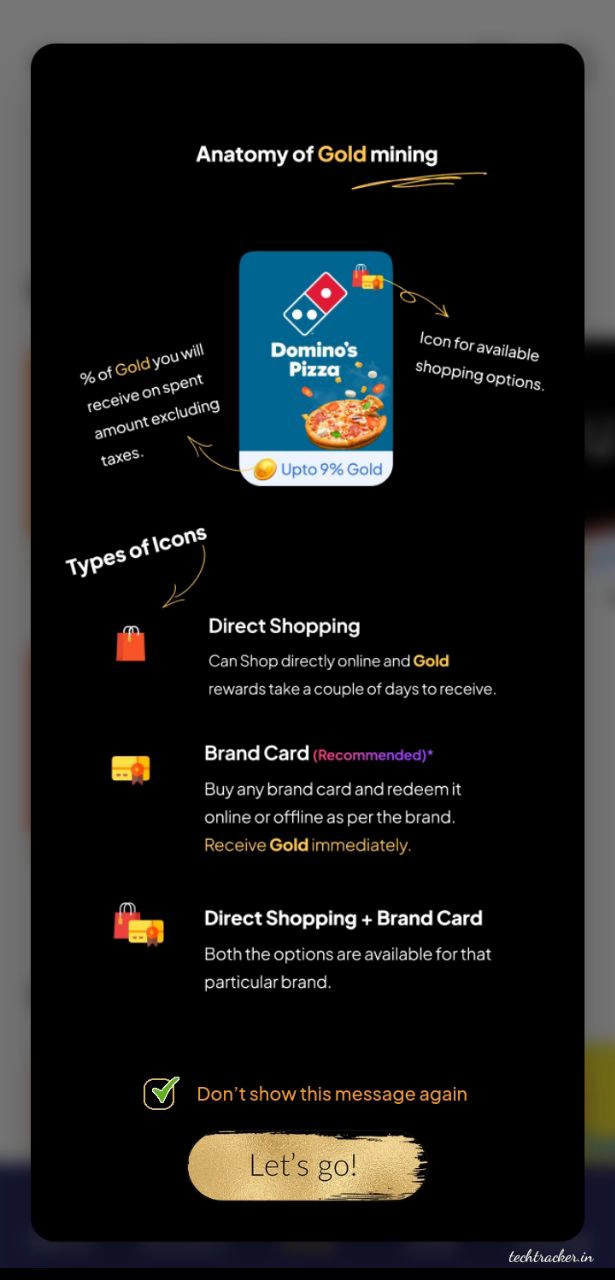 Anatomy of Gold mining
Domino's
Pizza
Upto 9% Gold
% of Gold you will
receive on spent
amount excluding
taxes.
Icon for available
shopping options.
Types of Icons
Direct Shopping
Can Shop directly online and Gold
rewards take a couple of days to receive.
Brand Card (Recommended)*
Buy any brand card and redeem it
online or offline as per the brand.
Receive Gold immediately.
Direct Shopping + Brand Card
Both the options are available for that
particular brand.
Don't show this message again
Let's go!
techtracker.in